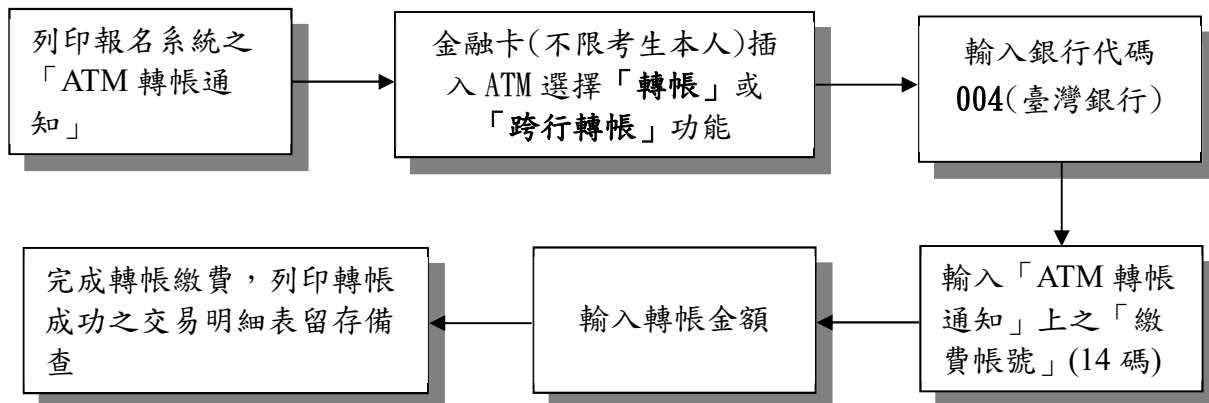 列印報名系統之
「ATM 轉帳通
知」
金融卡(不限考生本人)插
入 ATM 選擇「轉帳」或
「跨行轉帳」功能
輸入銀行代碼
004(臺灣銀行)
輸入「ATM 轉帳
通知」上之「繳
費帳號」(14 碼)
輸入轉帳金額
完成轉帳繳費，列印轉帳
成功之交易明細表留存備
查